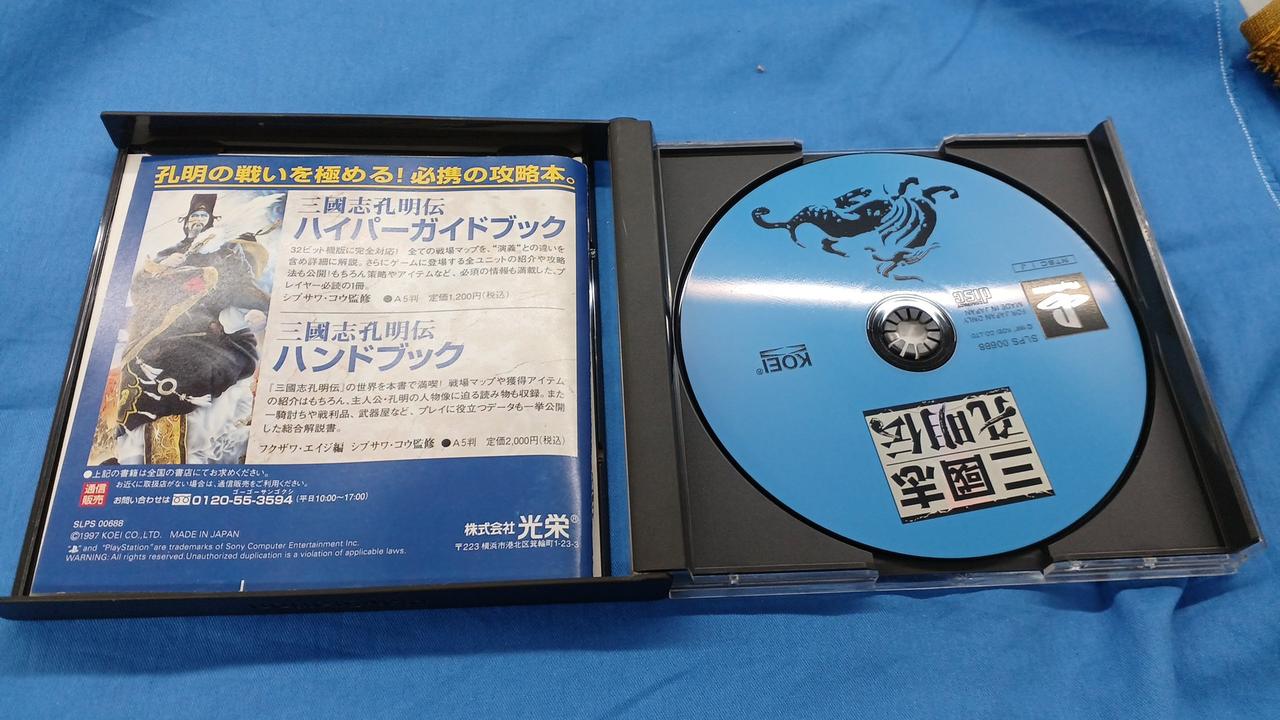 孔明の戦いを極める!必携の攻略本。
三國志孔明伝
ハイパーガイドブック
32ビット機版に完全対応! 全ての戦場マップを、“演義”との違いを
含め詳細に解説。さらにゲームに登場する全ユニットの紹介や攻略
法も公開!もちろん策略やアイテムなど、必須の情報も満載した、プ
レイヤー必読の1冊。
シブサワ・コウ監修 ●A5判 定価1,200円(税込)
三國志孔明伝
ハンドブック
『三國志孔明伝』の世界を本書で満喫! 戦場マップや獲得アイテム
の紹介はもちろん、主人公・孔明の人物像に迫る読み物も収録。また
一騎討ちや戦利品、武器屋など、プレイに役立つデータも一挙公開
した総合解説書。
フクザワ・エイジ編 シブサワ・コウ監修 ●A5判 定価2,000円(税込)
●上記の書籍は全国の書店にてお求めください。
お近くに取扱店がない場合は、通信販売をご利用ください。
通信
販売
ゴーゴーサンゴクシ
お問い合わせは 0120-55-3594 (平日10:00〜17:00)
SLPS 00688
©1997 KOEI CO.,LTD. MADE IN JAPAN
"PS" and "PlayStation" are trademarks of Sony Computer Entertainment Inc.
WARNING: All rights reserved.Unauthorized duplication is a violation of applicable laws.
株式会社 光栄®
〒223 横浜市港北区箕輪町1-23-3
三國志
孔明伝
KOEI®
SLPS 00688
©1997 KOEI CO.,LTD.
FOR JAPAN ONLY
MADE IN JAPAN
DISC
NTSC J